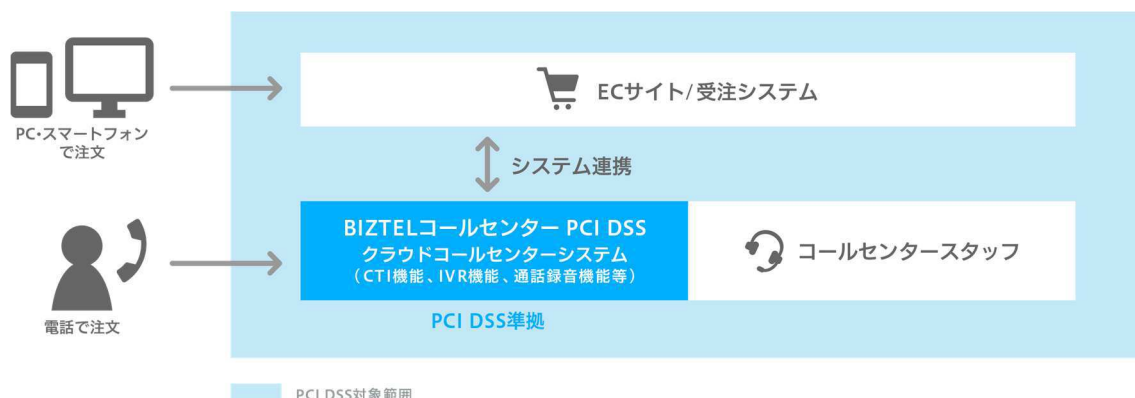 ECサイト/受注システム
PC・スマートフォン
で注文
システム連携
BIZTELコールセンター PCI DSS
クラウドコールセンターシステム
（CTI機能、IVR機能、通話録音機能等）
コールセンタースタッフ
電話で注文
PCI DSS準拠
PCI DSS対象範囲